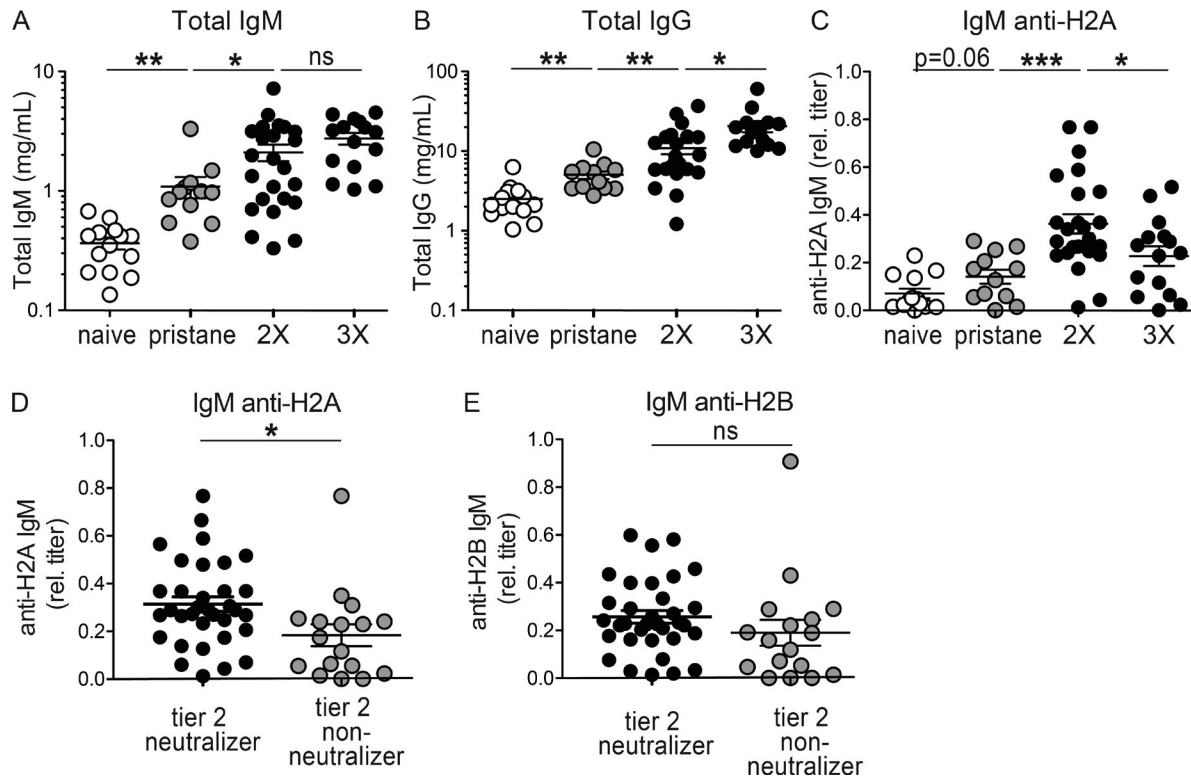 A
Total IgM
**
*
ns
Total IgM (mg/mL)
10
1
0.1
naive
pristane
2X
3X
B
Total IgG
**
**
*
Total IgG (mg/mL)
100
10
1
0.1
naive
pristane
2X
3X
C
IgM anti-H2A
p=0.06
***
*
anti-H2A IgM (rel. titer)
1.0
0.8
0.6
0.4
0.2
0.0
naive
pristane
2X
3X
D
IgM anti-H2A
*
anti-H2A IgM
(rel. titer)
1.0
0.8
0.6
0.4
0.2
0.0
tier 2
neutralizer
tier 2
non-
neutralizer
E
IgM anti-H2B
ns
anti-H2B IgM
(rel. titer)
1.0
0.8
0.6
0.4
0.2
0.0
tier 2
neutralizer
tier 2
non-
neutralizer